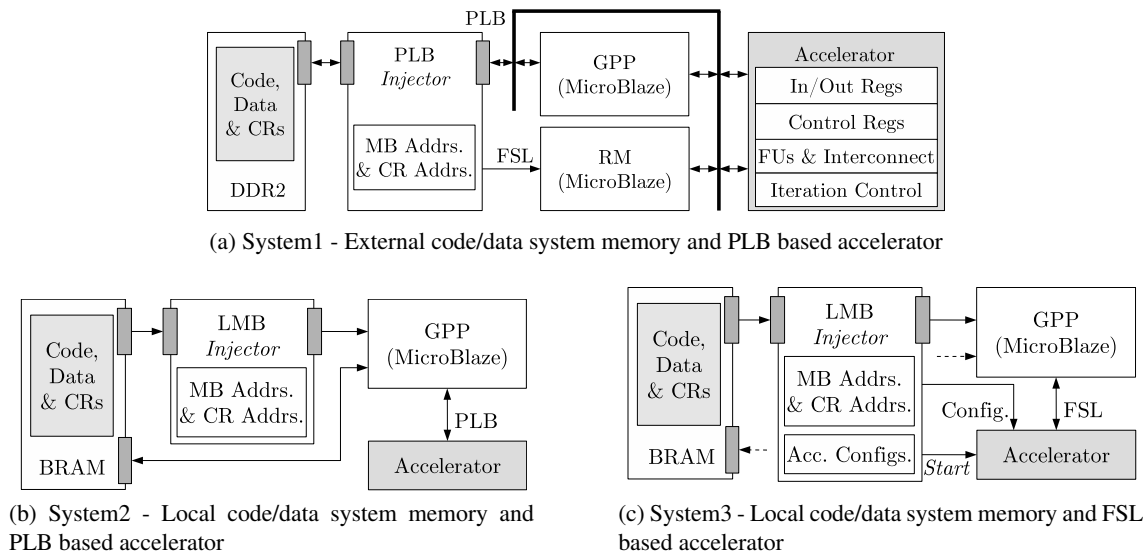 PLB
Code,
Data
& CRs
DDR2
PLB
Injector
MB Addrs.
& CR Addrs.
FSL
GPP
(MicroBlaze)
RM
(MicroBlaze)
Accelerator
In/Out Regs
Control Regs
FUs & Interconnect
Iteration Control
(a) System1 - External code/data system memory and PLB based accelerator
Code,
Data
& CRs
BRAM
LMB
Injector
MB Addrs.
& CR Addrs.
GPP
(MicroBlaze)
PLB
Accelerator
(b) System2 - Local code/data system memory and
PLB based accelerator
Code,
Data
& CRs
BRAM
LMB
Injector
MB Addrs.
& CR Addrs.
Acc. Configs.
GPP
(MicroBlaze)
Config.
FSL
Start
Accelerator
(c) System3 - Local code/data system memory and FSL
based accelerator